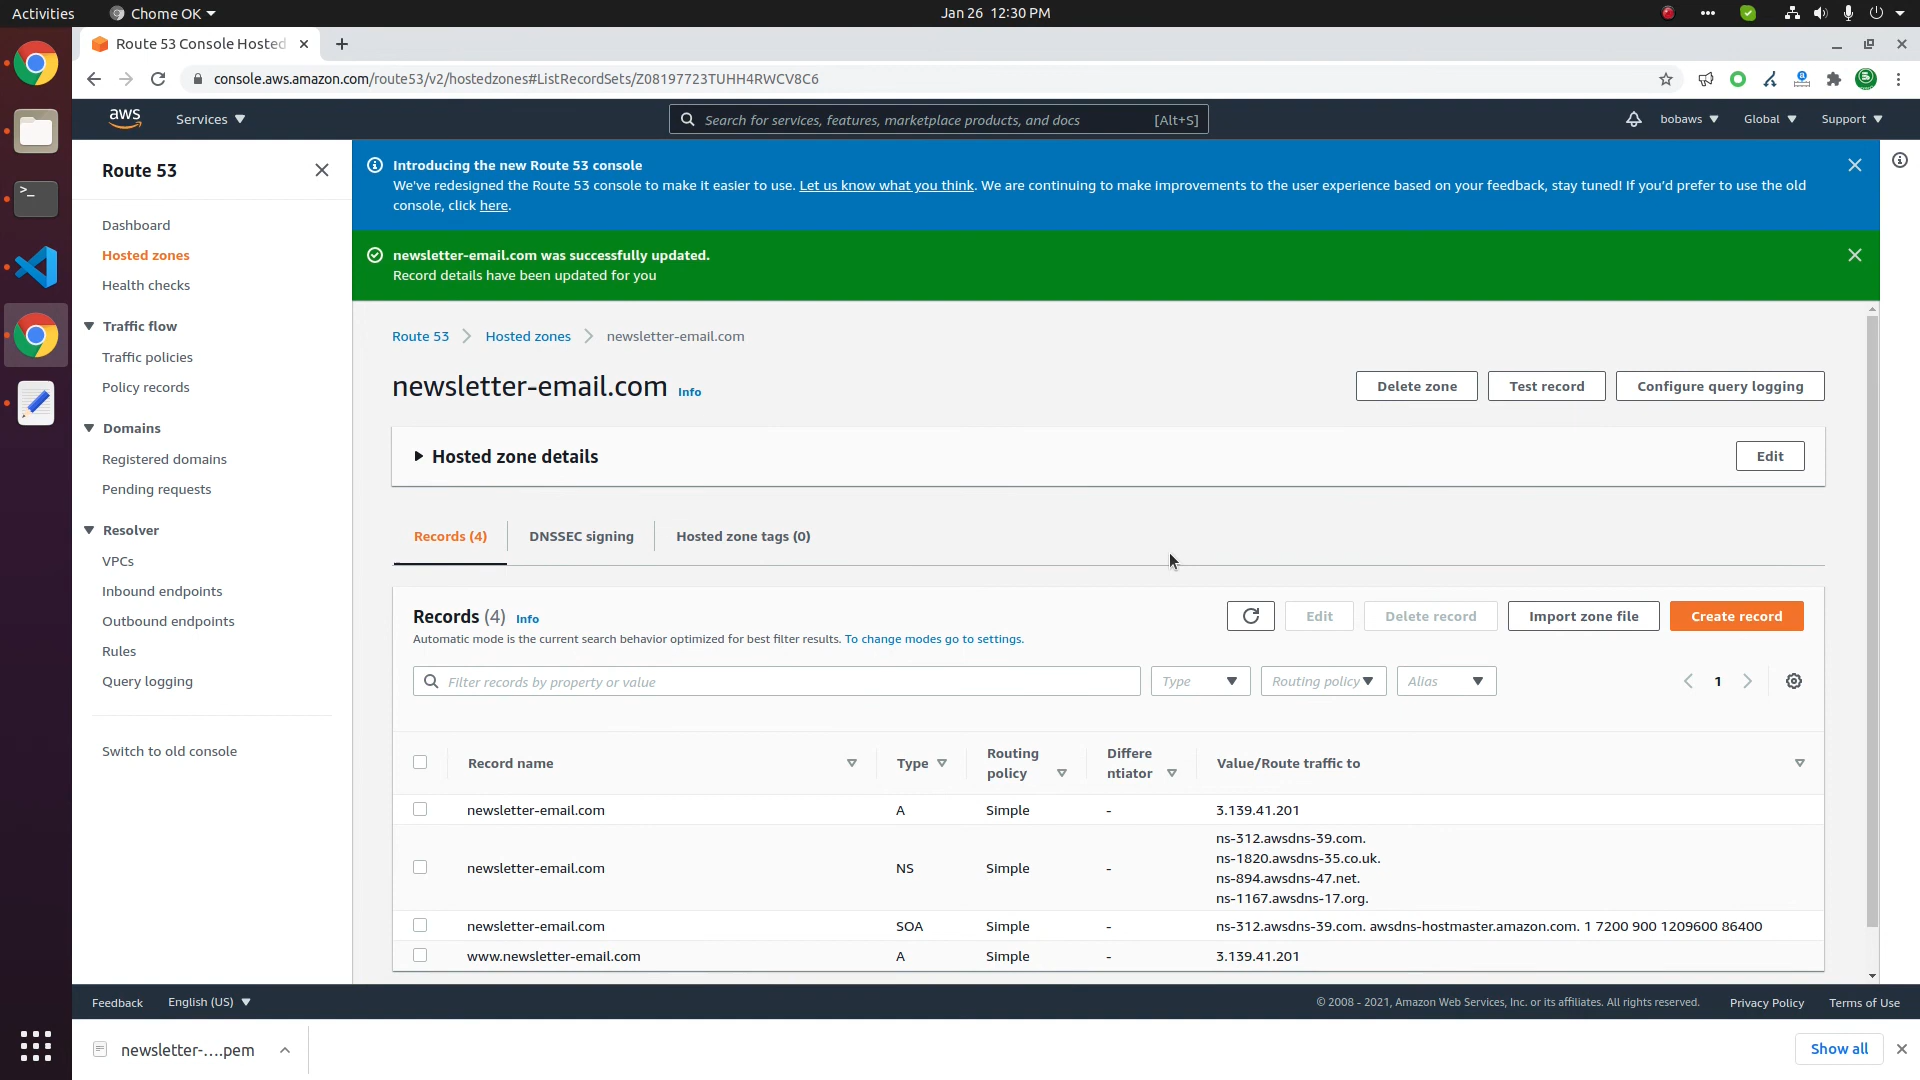 Activities
Chome OK
Jan 26 12:30 PM
Route 53 Console Hosted
console.aws.amazon.com/route53/v2/hostedzones#ListRecordSets/Z08197723TUHH4RWCV8C6
aws
Services
Search for services, features, marketplace products, and docs [Alt+S]
bobaws
Global
Support
Route 53
Dashboard
Hosted zones
Health checks
Traffic flow
Traffic policies
Policy records
Domains
Registered domains
Pending requests
Resolver
VPCs
Inbound endpoints
Outbound endpoints
Rules
Query logging
Switch to old console
Introducing the new Route 53 console
We've redesigned the Route 53 console to make it easier to use. Let us know what you think. We are continuing to make improvements to the user experience based on your feedback, stay tuned! If you'd prefer to use the old
console, click here.
newsletter-email.com was successfully updated.
Record details have been updated for you
Route 53 Hosted zones newsletter-email.com
newsletter-email.com Info
Delete zone
Test record
Configure query logging
Hosted zone details
Edit
Records (4)
DNSSEC signing
Hosted zone tags (0)
Records (4) Info
Automatic mode is the current search behavior optimized for best filter results. To change modes go to settings.
Edit
Delete record
Import zone file
Create record
Filter records by property or value
Type
Routing policy
Alias
1
Record name
Type
Routing
policy
Differe
ntiator
Value/Route traffic to
newsletter-email.com A Simple - 3.139.41.201
newsletter-email.com NS Simple -
ns-312.awsdns-39.com.
ns-1820.awsdns-35.co.uk.
ns-894.awsdns-47.net.
ns-1167.awsdns-17.org.
newsletter-email.com SOA Simple - ns-312.awsdns-39.com. awsdns-hostmaster.amazon.com. 1 7200 900 1209600 86400
www.newsletter-email.com A Simple - 3.139.41.201
Feedback
English (US)
© 2008 - 2021, Amazon Web Services, Inc. or its affiliates. All rights reserved.
Privacy Policy
Terms of Use
newsletter-....pem
Show all